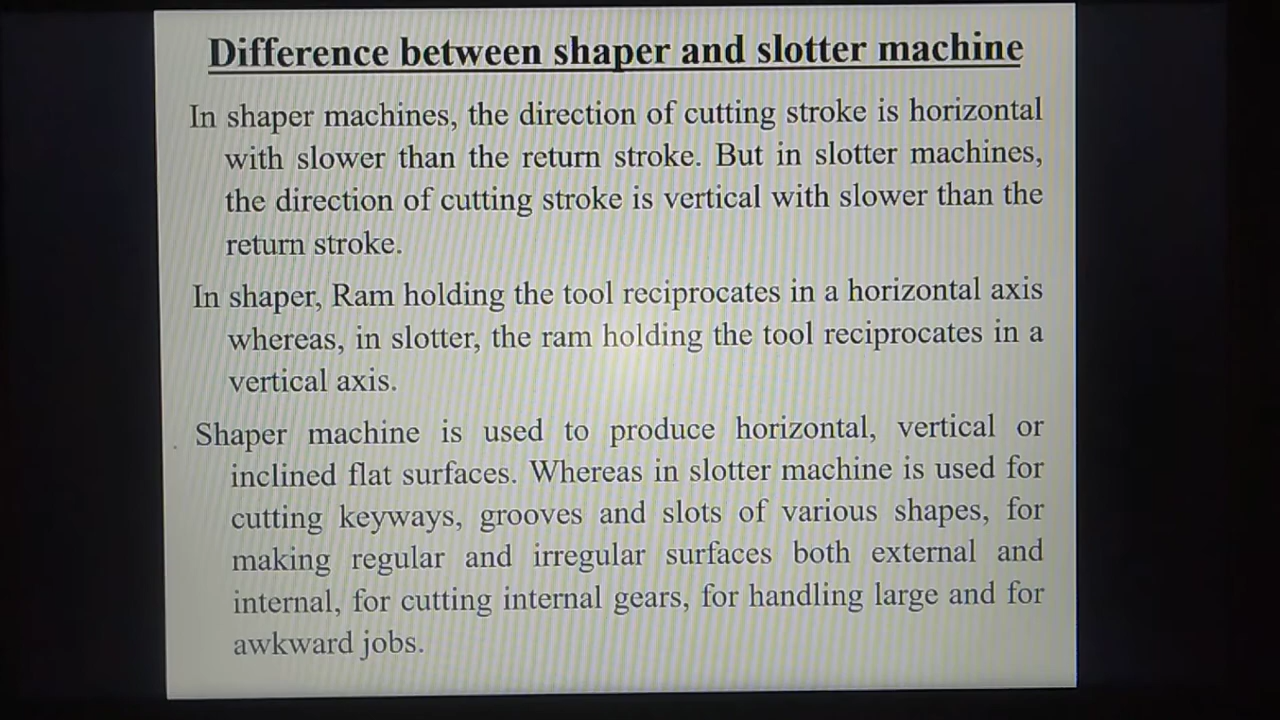 Difference between shaper and slotter machine
In shaper machines, the direction of cutting stroke is horizontal
with slower than the return stroke. But in slotter machines,
the direction of cutting stroke is vertical with slower than the
return stroke.
In shaper, Ram holding the tool reciprocates in a horizontal axis
whereas, in slotter, the ram holding the tool reciprocates in a
vertical axis.
Shaper machine is used to produce horizontal, vertical or
inclined flat surfaces. Whereas in slotter machine is used for
cutting keyways, grooves and slots of various shapes, for
making regular and irregular surfaces both external and
internal, for cutting internal gears, for handling large and for
awkward jobs.